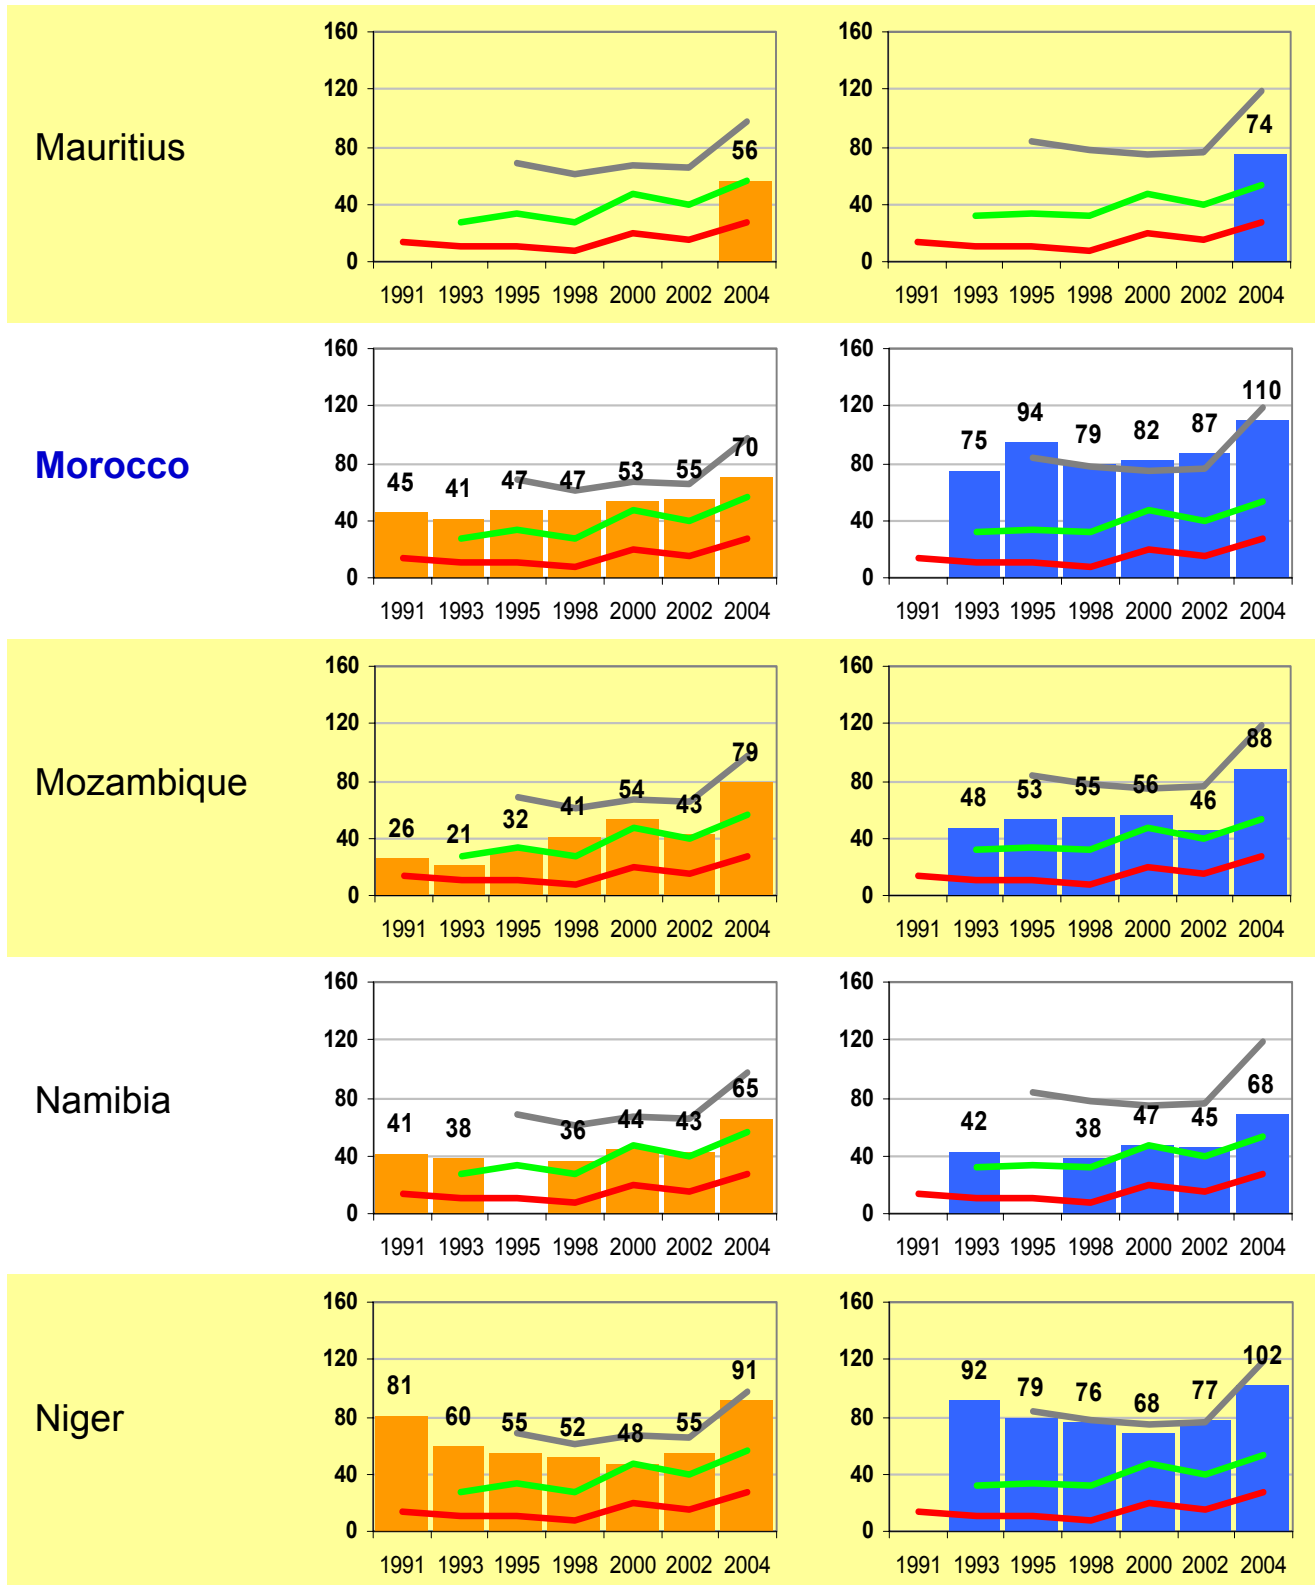 160 160
120 120
Mauritius 80 56 80 74
40 40
0 0
1991 1993 1995 1998 2000 2002 2004 1991 1993 1995 1998 2000 2002 2004
160 160
120 120 110
Morocco 80 45 41 47 47 53 55 70 80 75 94 79 82 87
40 40
0 0
1991 1993 1995 1998 2000 2002 2004 1991 1993 1995 1998 2000 2002 2004
160 160
120 120
Mozambique 80 26 21 32 41 54 43 79 80 48 53 55 56 46 88
40 40
0 0
1991 1993 1995 1998 2000 2002 2004 1991 1993 1995 1998 2000 2002 2004
160 160
120 120
Namibia 80 41 38 36 44 43 65 80 42 38 47 45 68
40 40
0 0
1991 1993 1995 1998 2000 2002 2004 1991 1993 1995 1998 2000 2002 2004
160 160
120 120
Niger 80 81 60 55 52 48 55 91 80 92 79 76 68 77 102
40 40
0 0
1991 1993 1995 1998 2000 2002 2004 1991 1993 1995 1998 2000 2002 2004